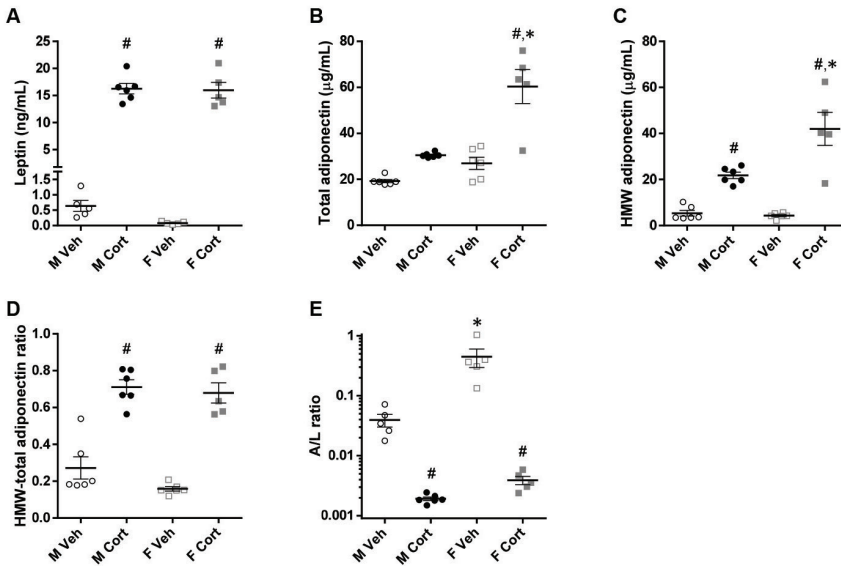 A
Leptin (ng/mL)
25
20
15
10
5
1.5
1.0
0.5
0.0
#
#
M Veh
M Cort
F Veh
F Cort
B
Total adiponectin (μg/mL)
80
60
40
20
0
#,*
M Veh
M Cort
F Veh
F Cort
C
HMW adiponectin (μg/mL)
80
60
40
20
0
#
#,*
M Veh
M Cort
F Veh
F Cort
D
HMW-total adiponectin ratio
1.0
0.8
0.6
0.4
0.2
0.0
#
#
M Veh
M Cort
F Veh
F Cort
E
A/L ratio
1
0.1
0.01
0.001
#
*
#
M Veh
M Cort
F Veh
F Cort